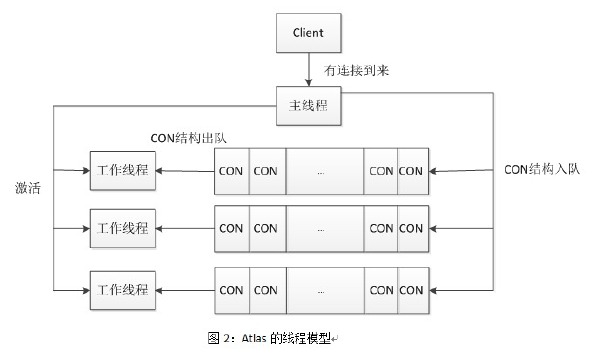 Client
有连接到来
主线程
CON结构出队
工作线程 CON CON ... CON CON
激活
CON结构入队
工作线程 CON CON ... CON CON
工作线程 CON CON ... CON CON
图 2：Atlas 的线程模型↵